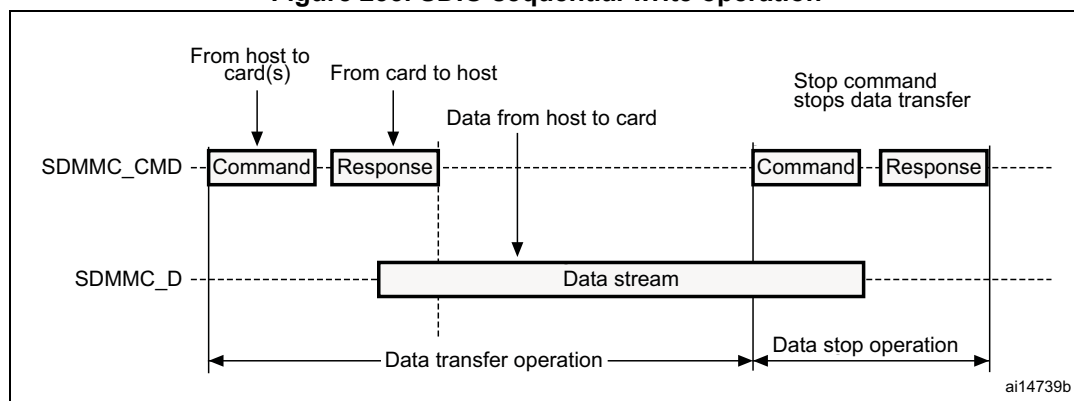 Figure SDIO sequential write operation
From host to
card(s)
From card to host
Stop command
stops data transfer
Data from host to card
SDMMC_CMD
Command
Response
Command
Response
SDMMC_D
Data stream
Data transfer operation
Data stop operation
ai14739b